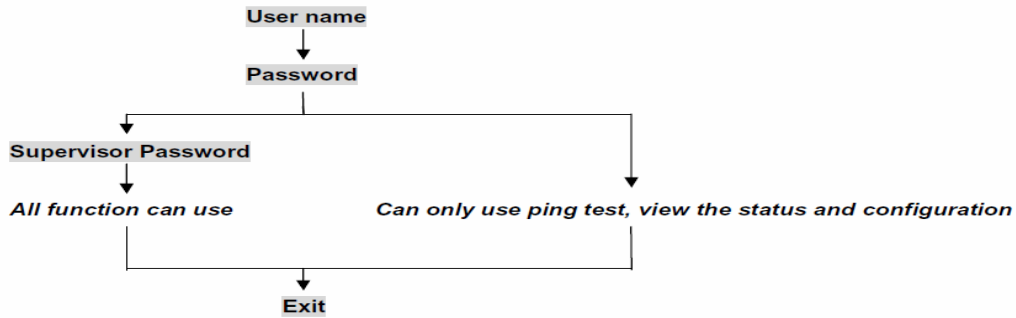 User name
Password
Supervisor Password
All function can use
Can only use ping test, view the status and configuration
Exit